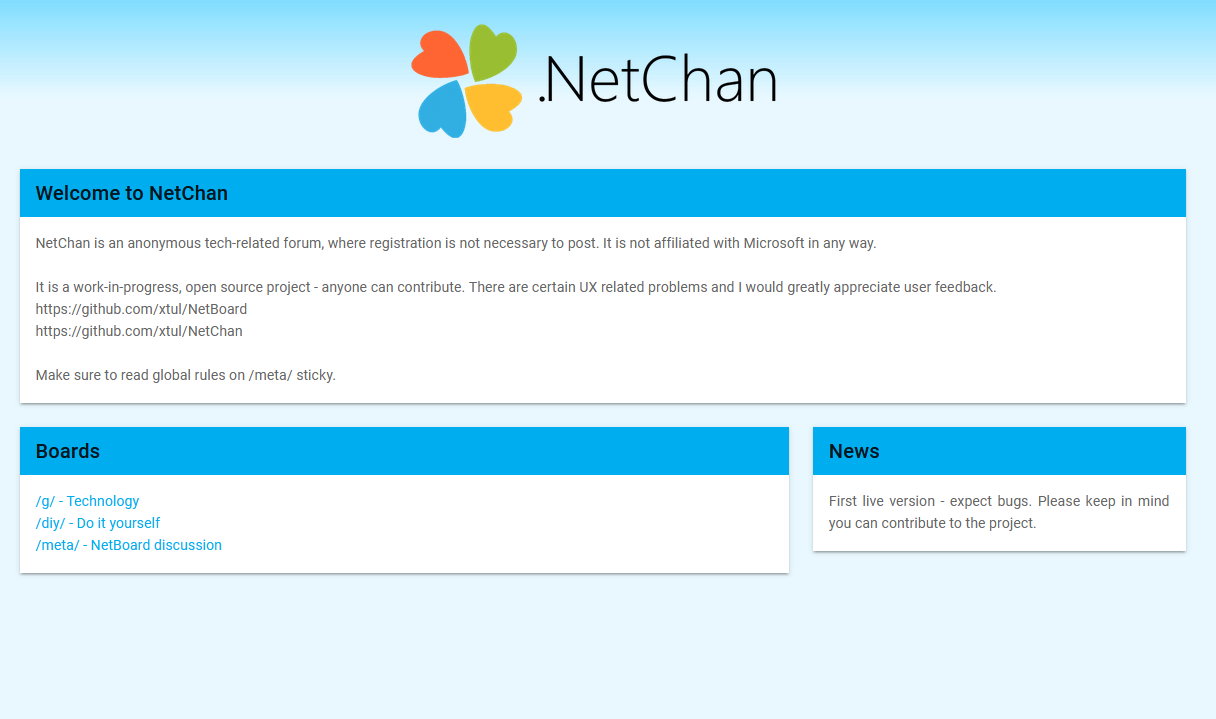 .NetChan
Welcome to NetChan
NetChan is an anonymous tech-related forum, where registration is not necessary to post. It is not affiliated with Microsoft in any way.
It is a work-in-progress, open source project - anyone can contribute. There are certain UX related problems and I would greatly appreciate user feedback.
https://github.com/xtul/NetBoard
https://github.com/xtul/NetChan
Make sure to read global rules on /meta/ sticky.
Boards
/g/ - Technology
/diy/ - Do it yourself
/meta/ - NetBoard discussion
News
First live version - expect bugs. Please keep in mind
you can contribute to the project.